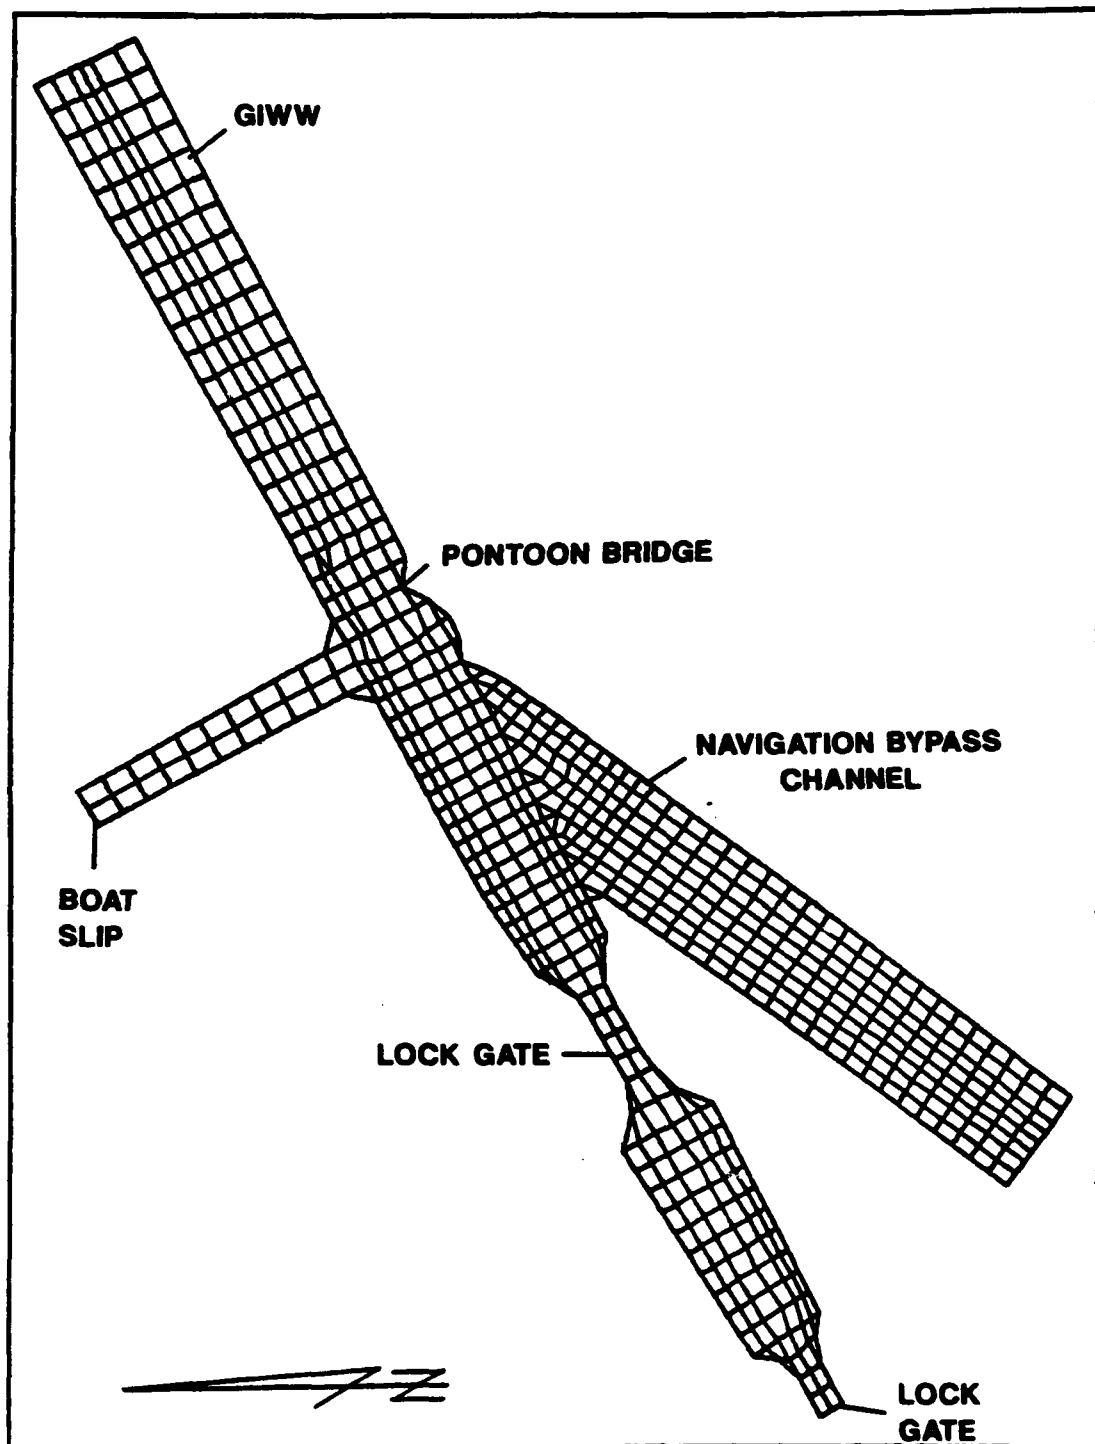 GIWW
PONTOON BRIDGE
NAVIGATION BYPASS
CHANNEL
BOAT
SLIP
LOCK GATE
N
LOCK
GATE